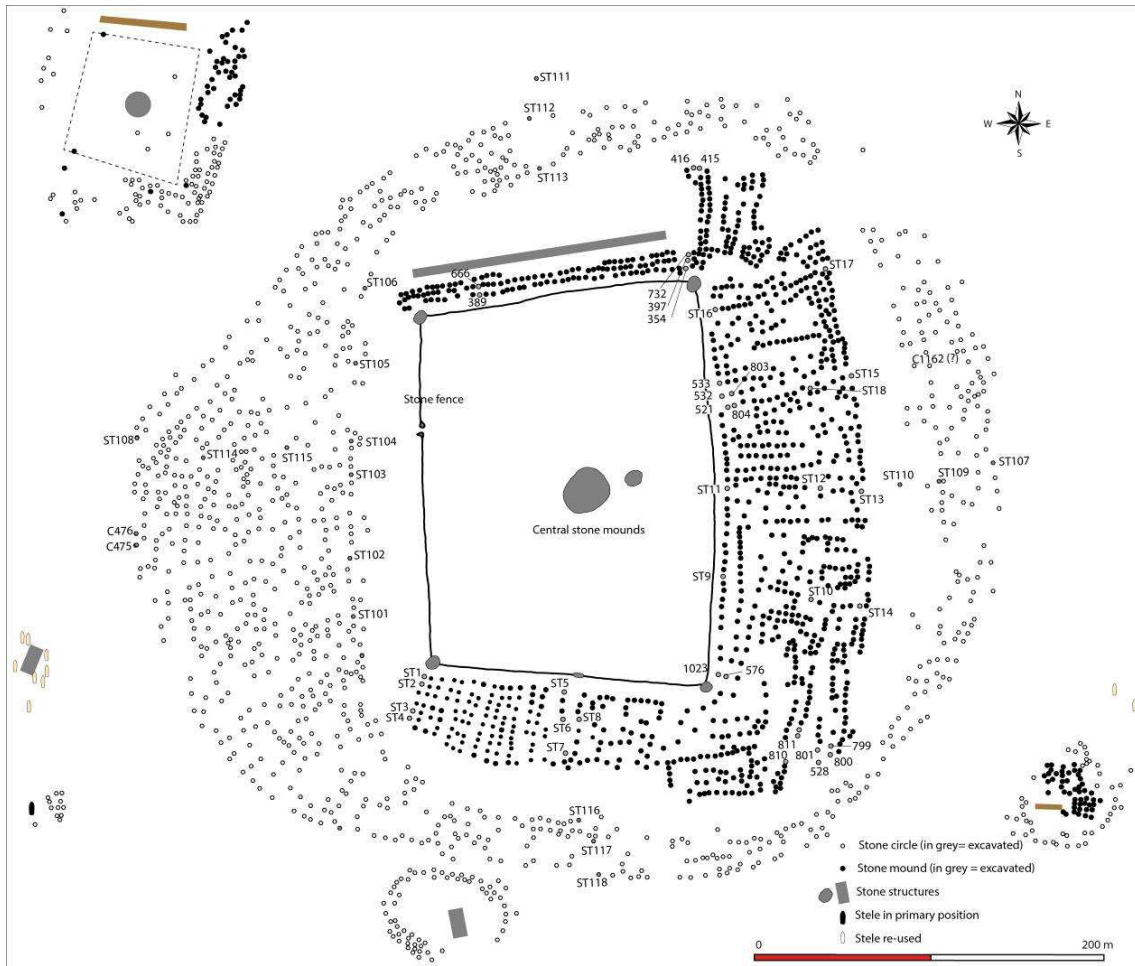 ST111
ST112
N
W E
S
ST113
416 415
ST17
666
ST106
389
732
397
354
ST16
C1162 (?)
ST105
803
ST15
533
532
ST18
Stone fence
521
804
ST108
ST104
ST114
ST115
ST107
ST103
ST12
ST110
ST109
ST11
ST13
C476
Central stone mounds
C475
ST102
ST9
ST10
ST101
ST14
1023 576
ST1
ST2
ST5
ST3
ST4
ST6 ST8
ST7
811
799
810 801
800
528
ST116
ST117
ST118
Stone circle (in grey= excavated)
Stone mound (in grey = excavated)
Stone structures
Stele in primary position
Stele re-used
0 200 m